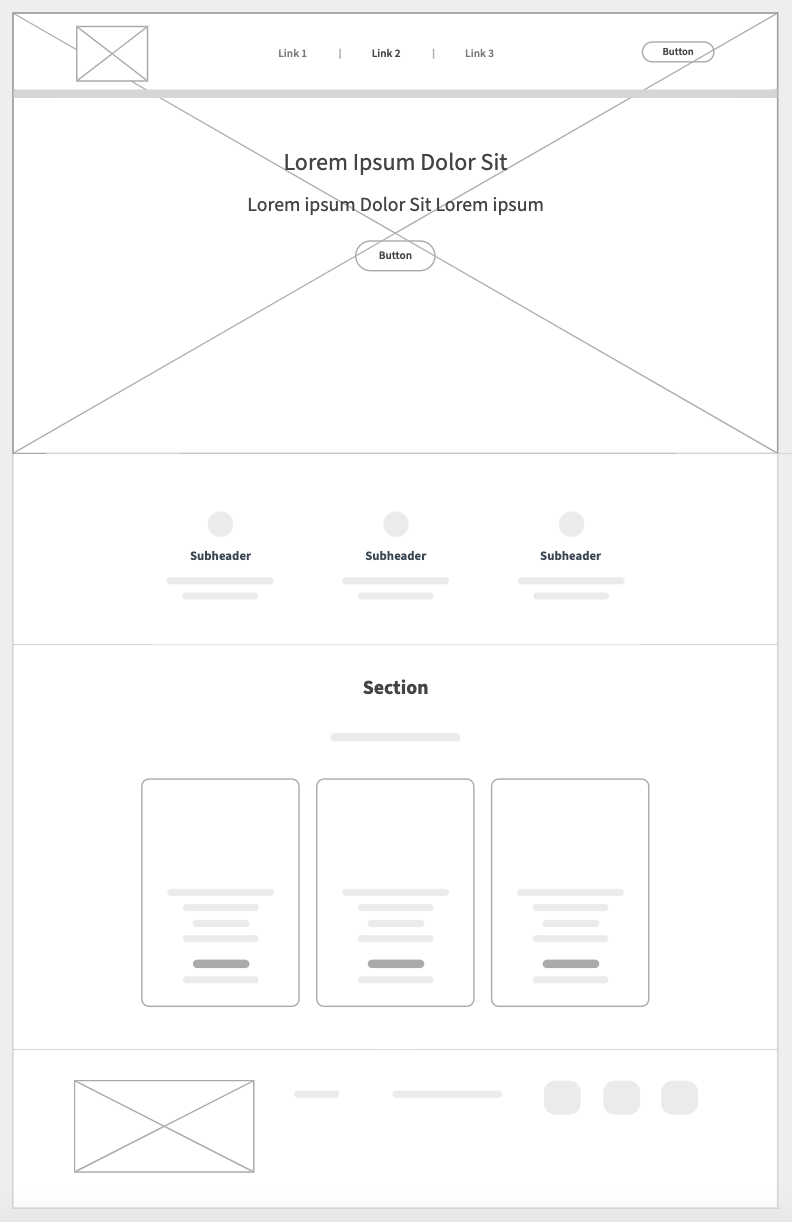 Link 1 | Link 2 | Link 3 Button
Lorem Ipsum Dolor Sit
Lorem ipsum Dolor Sit Lorem ipsum
Button
Subheader Subheader Subheader
Section